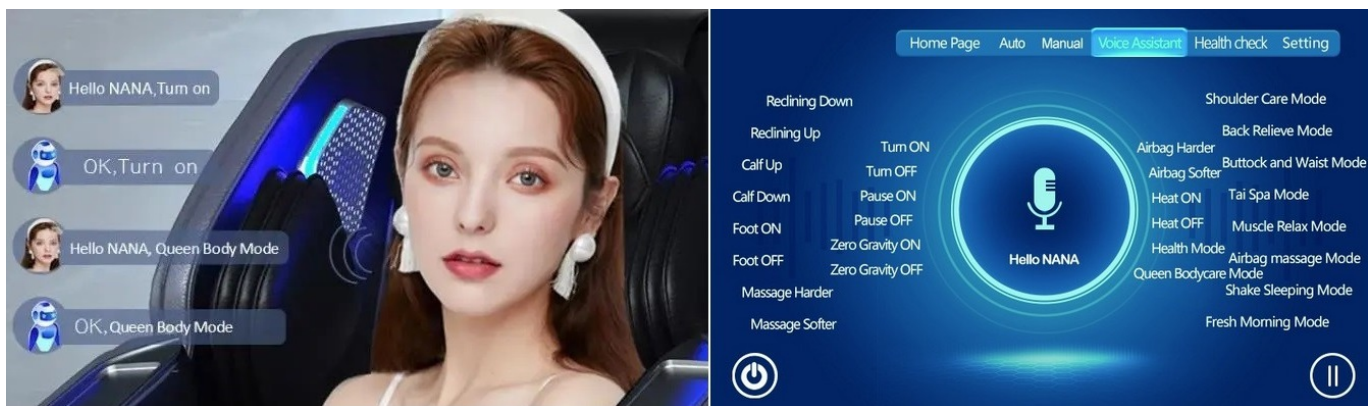 Hello NANA,Turn on
OK,Turn on
Hello NANA, Queen Body Mode
OK, Queen Body Mode
Home Page Auto Manual Voice Assistant Health check Setting
Reclining Down
Reclining Up
Calf Up
Calf Down
Foot ON
Foot OFF
Massage Harder
Massage Softer
Turn ON
Turn OFF
Pause ON
Pause OFF
Zero Gravity ON
Zero Gravity OFF
Hello NANA
Airbag Harder
Airbag Softer
Heat ON
Heat OFF
Health Mode
Queen Bodycare Mode
Shoulder Care Mode
Back Relieve Mode
Buttock and Waist Mode
Tai Spa Mode
Muscle Relax Mode
Airbag massage Mode
Shake Sleeping Mode
Fresh Morning Mode